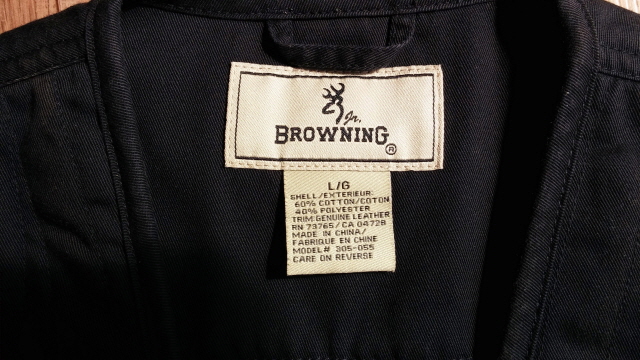 Jr.
BROWNING ®
L/G
SHELL/EXTERIEUR:
60% COTTON/COTON
40% POLYESTER
TRIM:GENUINE LEATHER
RN 73765/CA 04728
MADE IN CHINA/
FABRIQUE EN CHINE
MODEL# 305-055
CARE ON REVERSE